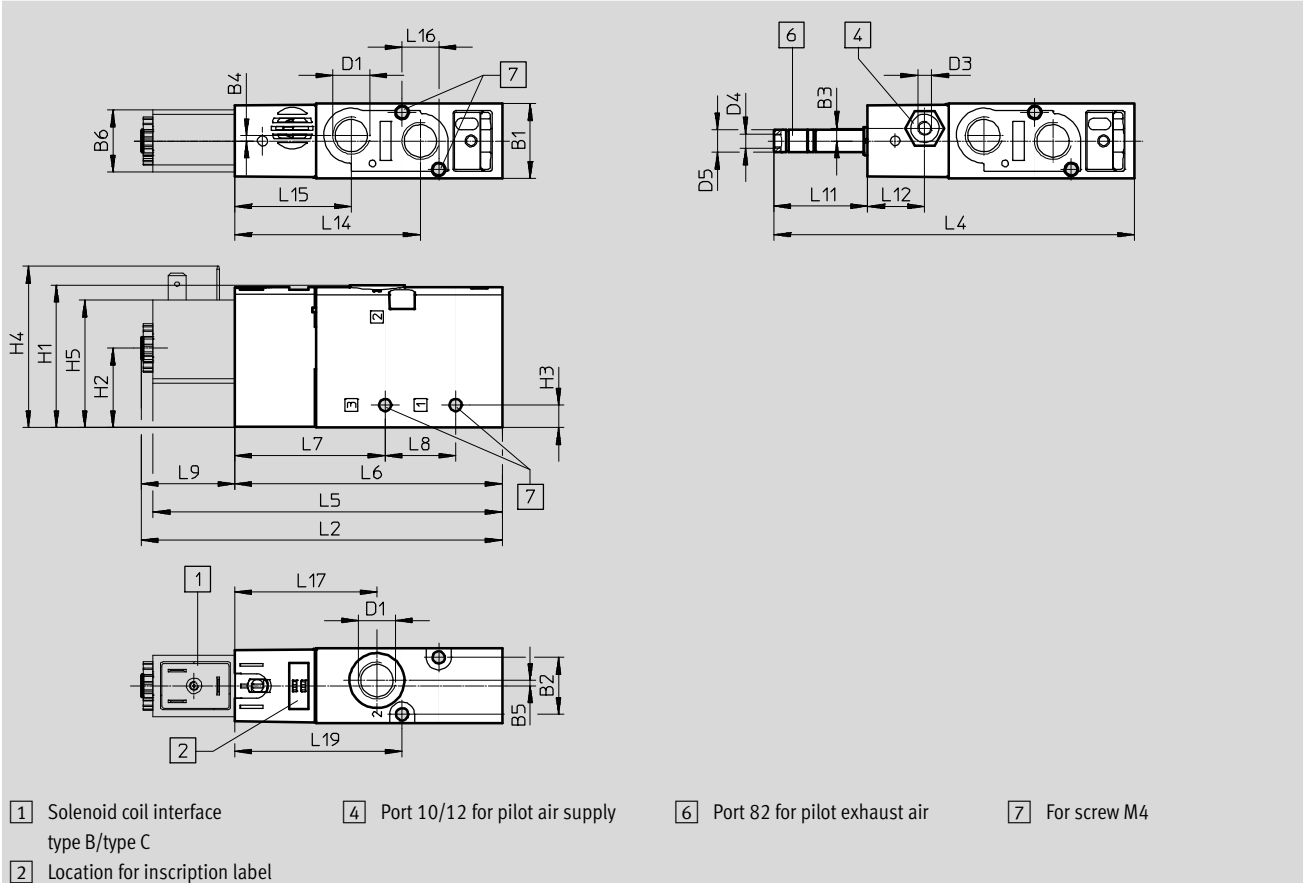 L16
D1
7
B4
B6
B1
L15
L14
6
4
D3
D4
B3
D5
L11
L12
L4
H4
H1
H5
H2
2
3
1
H3
L7
L8
L9
L6
7
L5
L2
1
L17
D1
2
B5
B2
2
L19
1 Solenoid coil interface
type B/type C
4 Port 10/12 for pilot air supply
6 Port 82 for pilot exhaust air
7 For screw M4
2 Location for inscription label